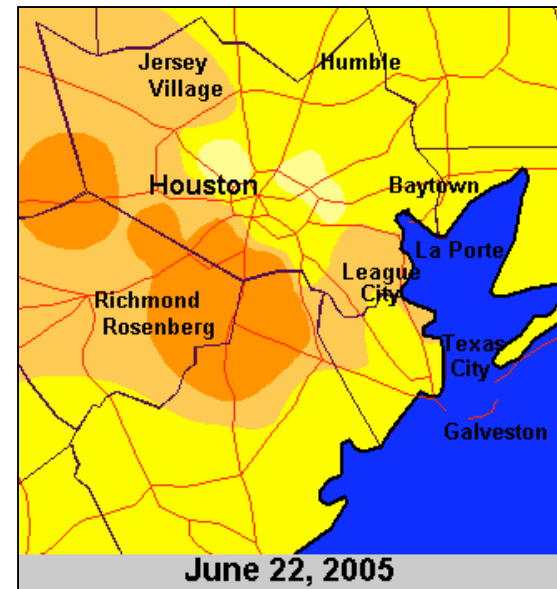 Jersey
Village
Humble
Houston
Baytown
La Porte
League
City
Richmond
Rosenberg
Texas
City
Galveston
June 22, 2005